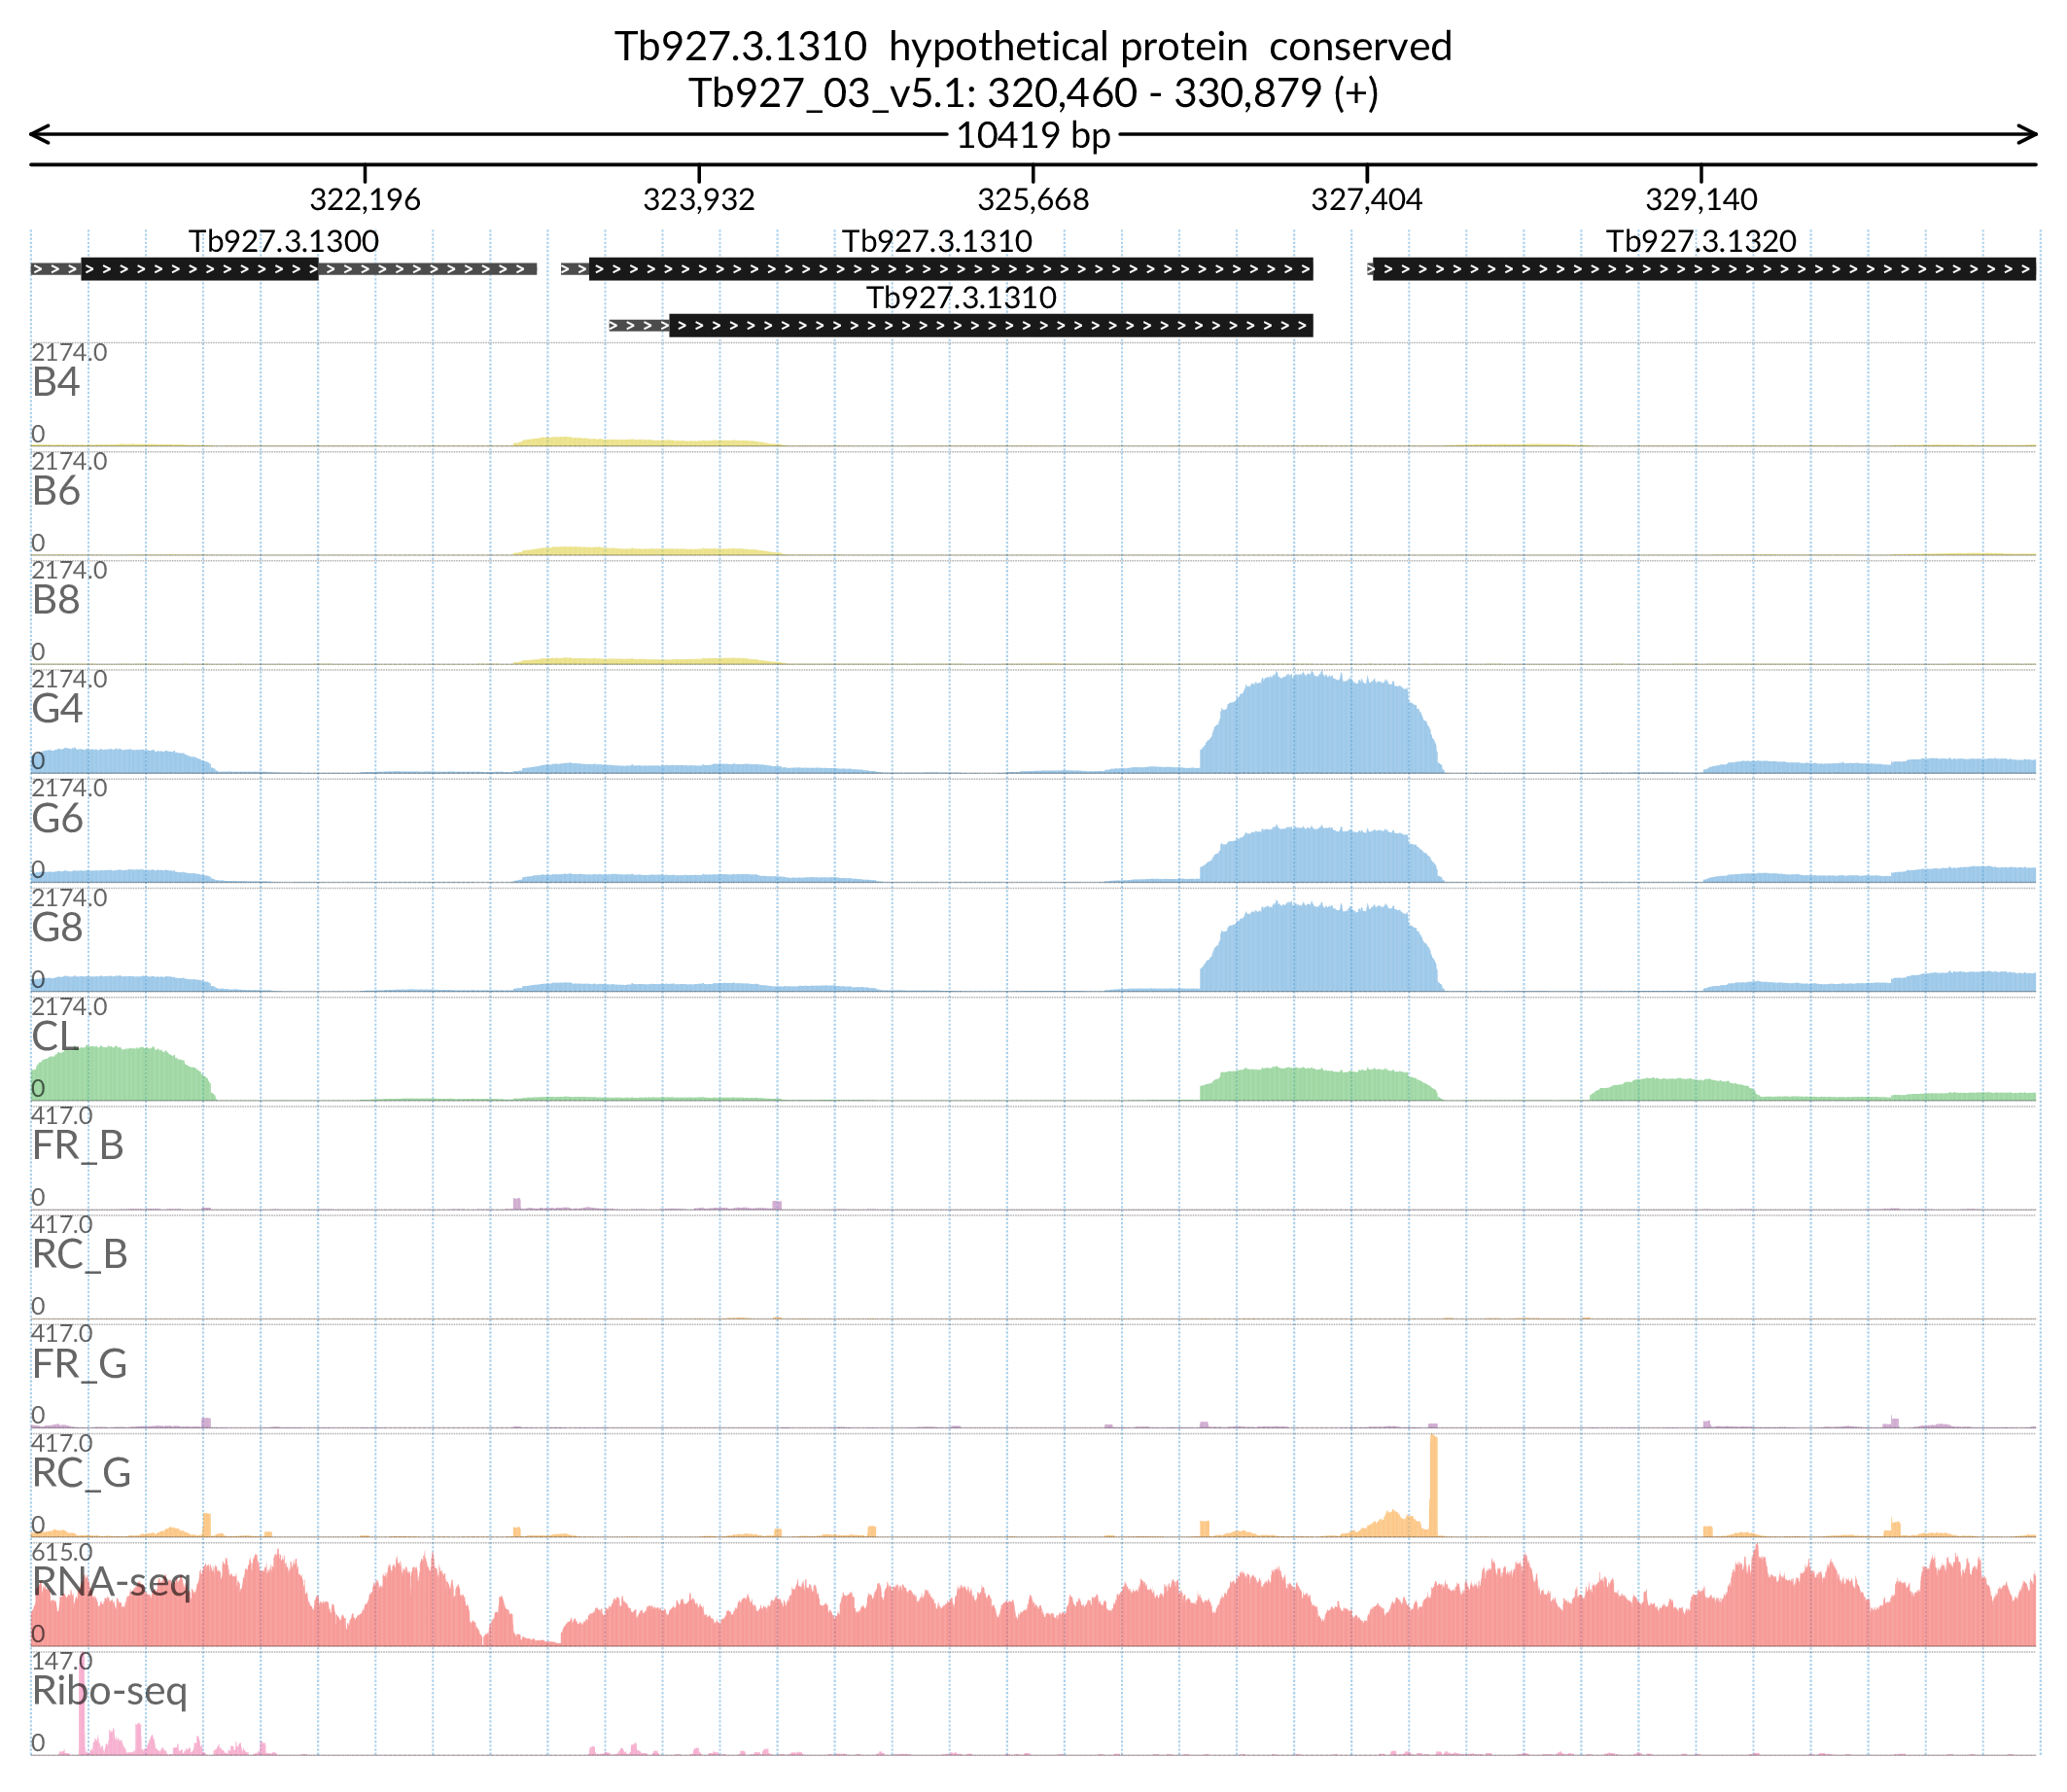 Tb927.3.1310 hypothetical protein conserved
Tb927_03_v5.1: 320,460 - 330,879 (+)
10419 bp
322,196 323,932 325,668 327,404 329,140
Tb927.3.1300 Tb927.3.1310 Tb927.3.1320
Tb927.3.1310
2174.0
B4
0
2174.0
B6
0
2174.0
B8
0
2174.0
G4
0
2174.0
G6
0
2174.0
G8
0
2174.0
CL
0
417.0
FR_B
0
417.0
RC_B
0
417.0
FR_G
0
417.0
RC_G
0
615.0
RNA-seq
0
147.0
Ribo-seq
0